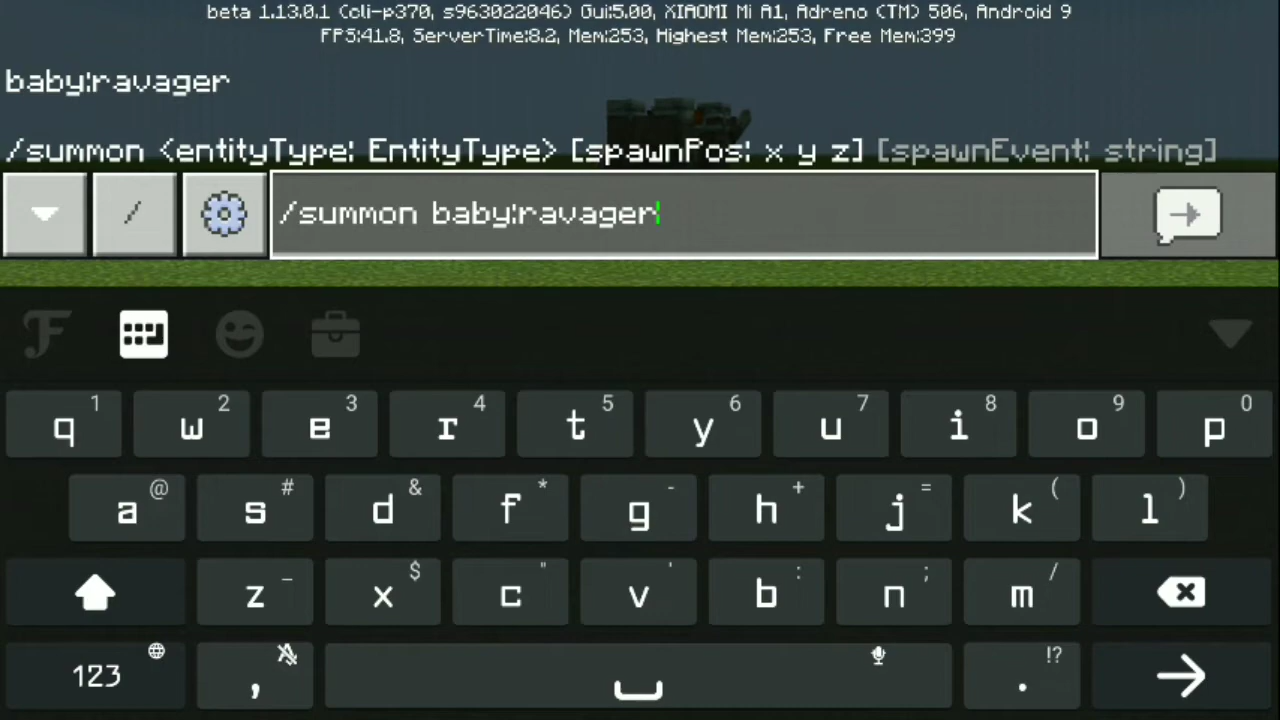 beta 1.13.0.1 (cli-p370, s963022046) Gui:5.00, XIAOMI Mi A1, Adreno (TM) 506, Android 9
FPS:41.8, ServerTime:8.2, Mem:253, Highest Mem:253, Free Mem:399
baby:ravager
/summon <entityType: EntityType> [spawnPos: x y z] [spawnEvent: string]
/ /summon baby:ravager
F
q 1 w 2 e 3 r 4 t 5 y 6 u 7 i 8 o 9 p 0
a @ s # d & f * g - h + j = k ( l )
z _ x $ c " v ' b : n ; m /
123 , . !?